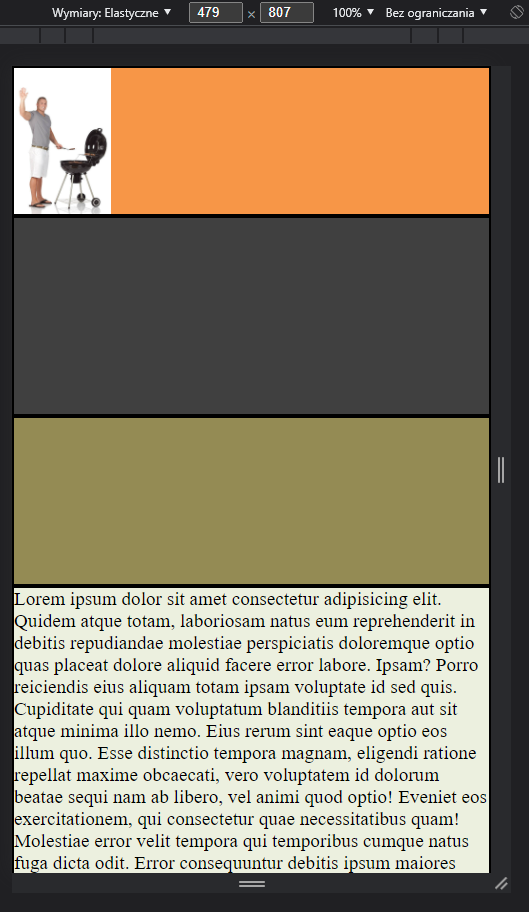 Wymiary: Elastyczne ▼ 479 × 807 100% ▼ Bez ograniczania ▼
Lorem ipsum dolor sit amet consectetur adipisicing elit.
Quidem atque totam, laboriosam natus eum reprehenderit in
debitis repudiandae molestiae perspiciatis doloremque optio
quas placeat dolore aliquid facere error labore. Ipsam? Porro
reiciendis eius aliquam totam ipsam voluptate id sed quis.
Cupiditate qui quam voluptatum blanditiis tempora aut sit
atque minima illo nemo. Eius rerum sint eaque optio eos
illum quo. Esse distinctio tempora magnam, eligendi ratione
repellat maxime obcaecati, vero voluptatem id dolorum
beatae sequi nam ab libero, vel animi quod optio! Eveniet eos
exercitationem, qui consectetur quae necessitatibus quam!
Molestiae error velit tempora qui temporibus cumque natus
fuga dicta odit. Error consequuntur debitis ipsum maiores